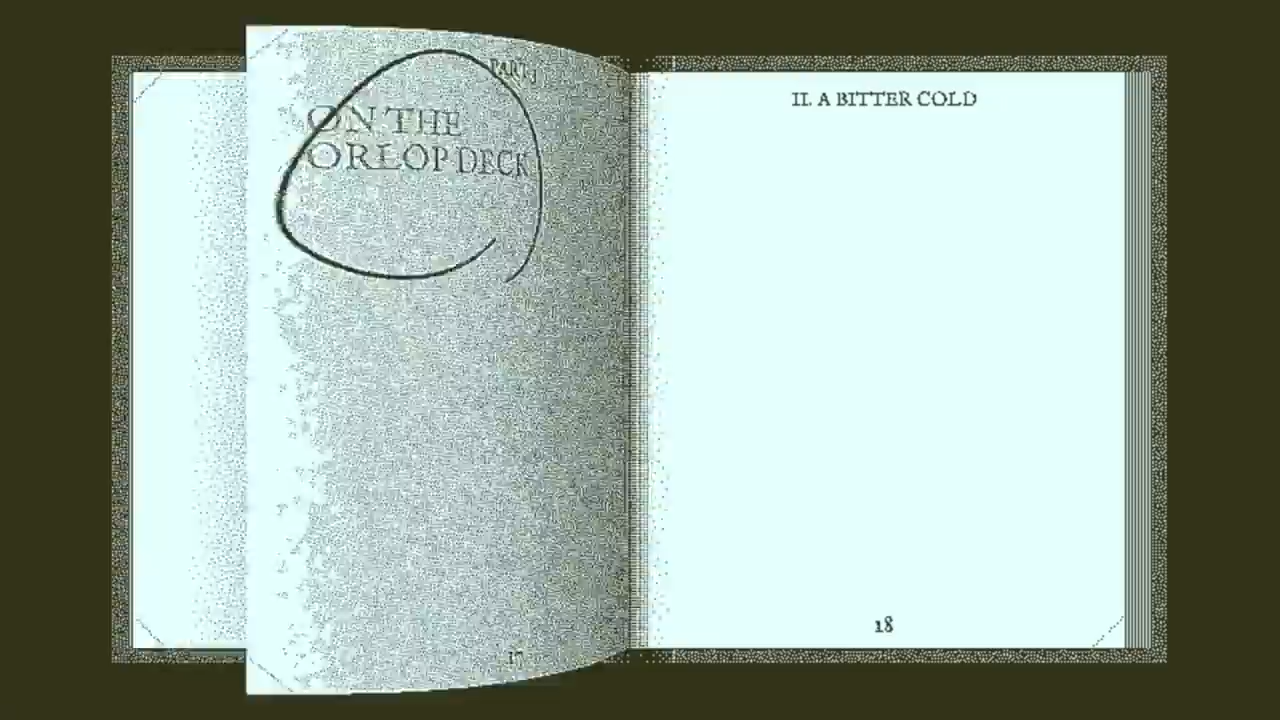 PART I
ON THE
ORLOP DECK
17
II. A BITTER COLD
18